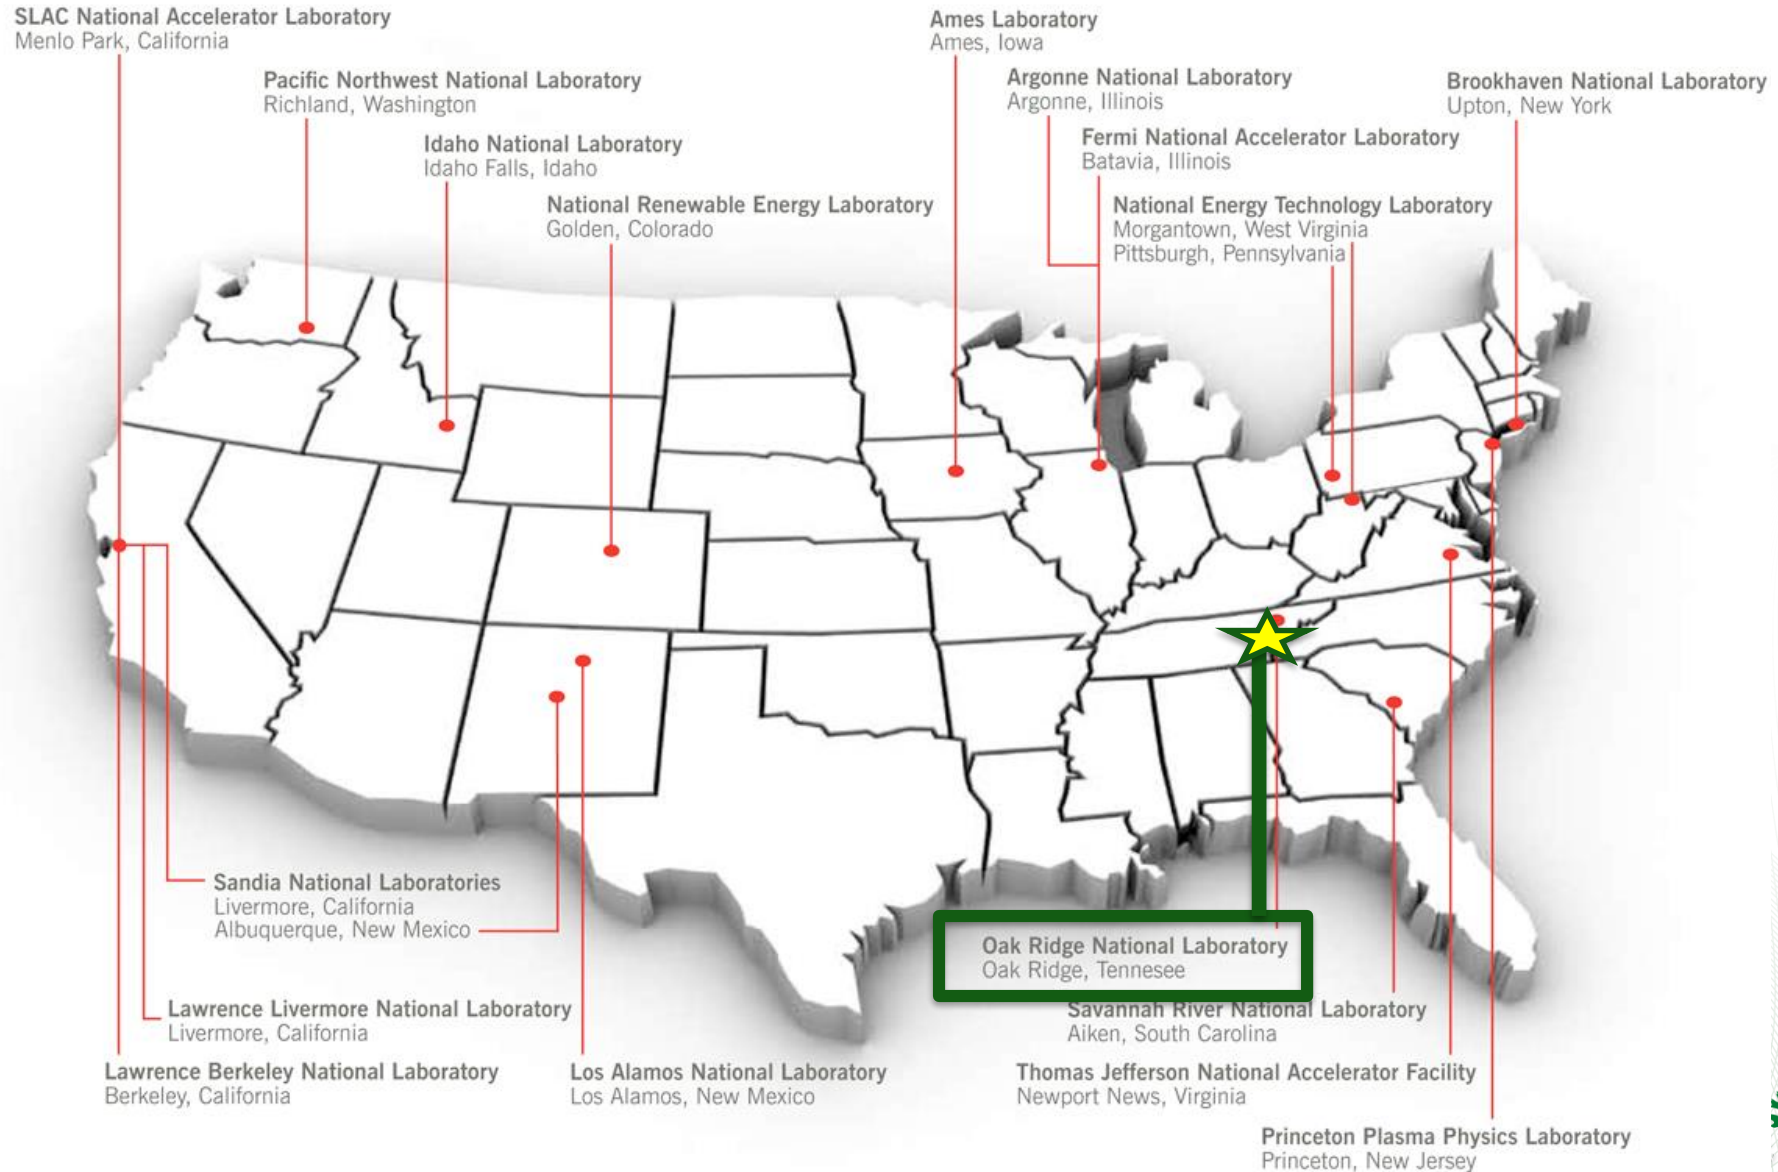 SLAC National Accelerator Laboratory
Menlo Park, California
Ames Laboratory
Ames, Iowa
Pacific Northwest National Laboratory
Richland, Washington
Argonne National Laboratory
Argonne, Illinois
Brookhaven National Laboratory
Upton, New York
Idaho National Laboratory
Idaho Falls, Idaho
Fermi National Accelerator Laboratory
Batavia, Illinois
National Renewable Energy Laboratory
Golden, Colorado
National Energy Technology Laboratory
Morgantown, West Virginia
Pittsburgh, Pennsylvania
Sandia National Laboratories
Livermore, California
Albuquerque, New Mexico
Oak Ridge National Laboratory
Oak Ridge, Tennesee
Lawrence Livermore National Laboratory
Livermore, California
Savannah River National Laboratory
Aiken, South Carolina
Lawrence Berkeley National Laboratory
Berkeley, California
Los Alamos National Laboratory
Los Alamos, New Mexico
Thomas Jefferson National Accelerator Facility
Newport News, Virginia
Princeton Plasma Physics Laboratory
Princeton, New Jersey